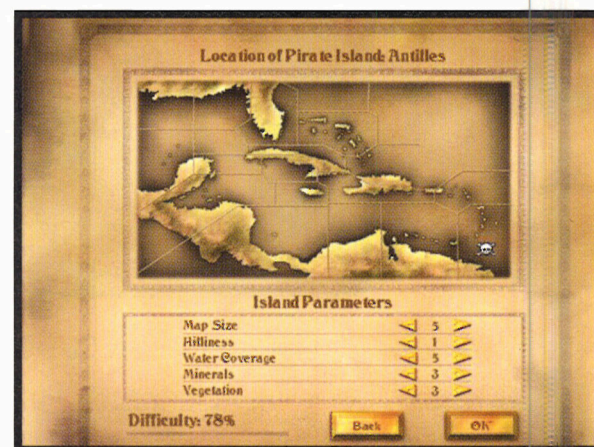 Location of Pirate Island: Antilles
Island Parameters
Map Size 5
Hilliness 1
Water Coverage 5
Minerals 3
Vegetation 3
Difficulty: 78%
Back
OK